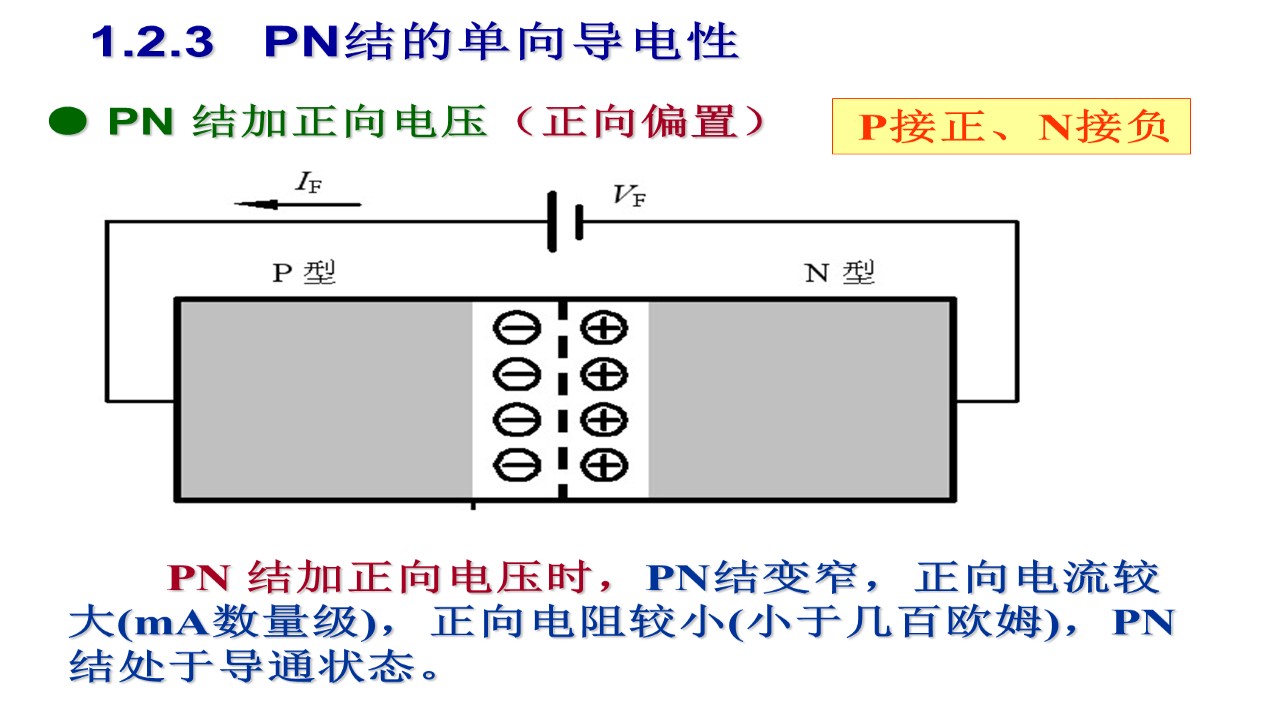 1.2.3 PN结的单向导电性
● PN 结加正向电压（正向偏置）
P接正、N接负
IF
VF
P 型
N 型
PN 结加正向电压时，PN结变窄，正向电流较
大(mA数量级)，正向电阻较小(小于几百欧姆)，PN
结处于导通状态。